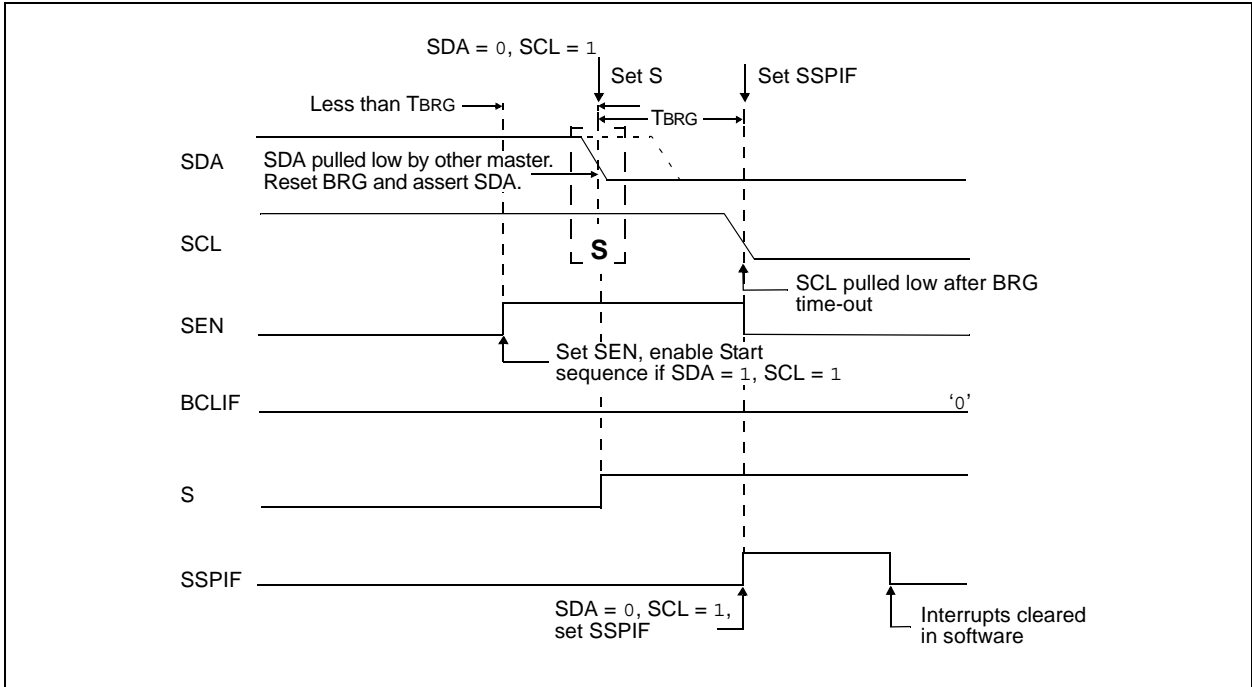 SDA = 0, SCL = 1
Set S
Set SSPIF
Less than TBRG
TBRG
SDA
SDA pulled low by other master.
Reset BRG and assert SDA.
SCL
S
SCL pulled low after BRG
time-out
SEN
Set SEN, enable Start
sequence if SDA = 1, SCL = 1
BCLIF
‘0’
S
SSPIF
SDA = 0, SCL = 1,
set SSPIF
Interrupts cleared
in software